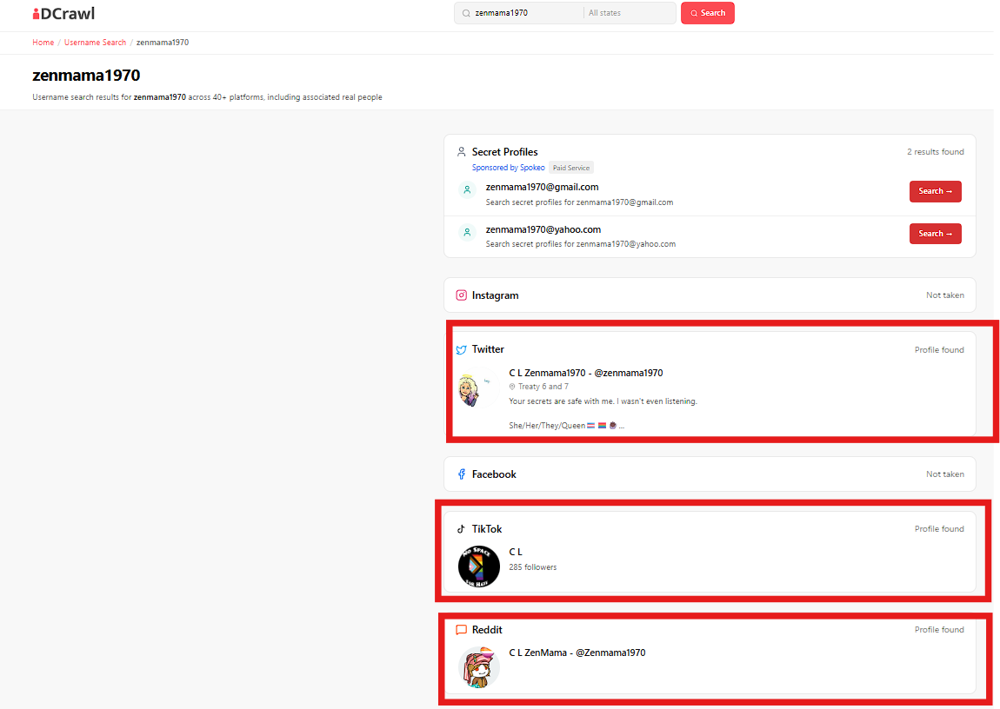 iDCrawl
zenmama1970
All states
Search
Home / Username Search / zenmama1970
zenmama1970
Username search results for zenmama1970 across 40+ platforms, including associated real people
Secret Profiles
2 results found
Sponsored by Spokeo Paid Service
zenmama1970@gmail.com
Search secret profiles for zenmama1970@gmail.com
Search →
zenmama1970@yahoo.com
Search secret profiles for zenmama1970@yahoo.com
Search →
Instagram
Not taken
Twitter
Profile found
C L Zenmama1970 - @zenmama1970
Treaty 6 and 7
Your secrets are safe with me. I wasn't even listening.
She/Her/They/Queen ...
Facebook
Not taken
TikTok
Profile found
NO SPACE
FOR HATE
C L
285 followers
Reddit
Profile found
C L ZenMama - @Zenmama1970